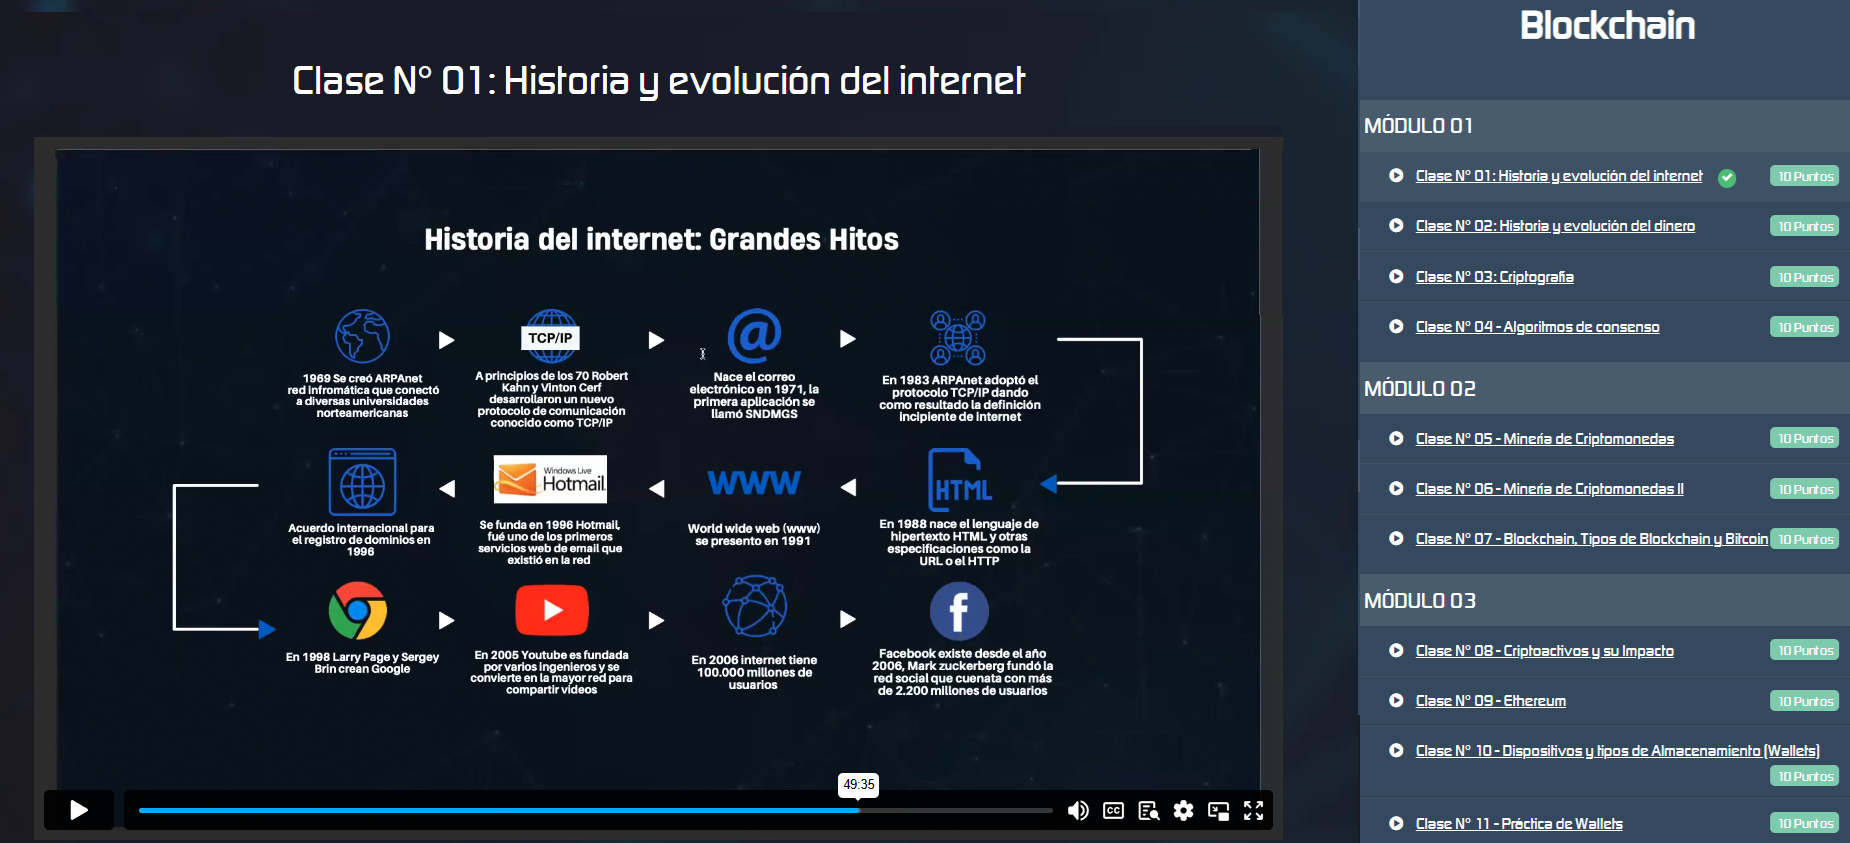 Clase N° 01: Historia y evolución del internet
Historia del internet: Grandes Hitos
1969 Se creó ARPAnet
red infromática que conectó
a diversas universidades
norteamericanas
TCP/IP
A principios de los 70 Robert
Kahn y Vinton Cerf
desarrollaron un nuevo
protocolo de comunicación
conocido como TCP/IP
@
Nace el correo
electrónico en 1971, la
primera aplicación se
llamó SNDMGS
En 1983 ARPAnet adoptó el
protocolo TCP/IP dando
como resultado la definición
incipiente de internet
HTML
En 1988 nace el lenguaje de
hipertexto HTML y otras
especificaciones como la
URL o el HTTP
WWW
World wide web (www)
se presento en 1991
Windows Live
Hotmail
Se funda en 1996 Hotmail,
fué uno de los primeros
servicios web de email que
existió en la red
Acuerdo internacional para
el registro de dominios en
1996
En 1998 Larry Page y Sergey
Brin crean Google
En 2005 Youtube es fundada
por varios ingenieros y se
convierte en la mayor red para
compartir vídeos
En 2006 internet tiene
100.000 millones de
usuarios
f
Facebook existe desde el año
2006, Mark zuckerberg fundó la
red social que cuenata con más
de 2.200 millones de usuarios
49:35
CC
Blockchain
MÓDULO 01
Clase N° 01: Historia y evolución del internet 10 Puntos
Clase N° 02: Historia y evolución del dinero 10 Puntos
Clase N° 03: Criptografía 10 Puntos
Clase N° 04 - Algoritmos de consenso 10 Puntos
MÓDULO 02
Clase N° 05 - Minería de Criptomonedas 10 Puntos
Clase N° 06 - Minería de Criptomonedas II 10 Puntos
Clase N° 07 - Blockchain, Tipos de Blockchain y Bitcoin 10 Puntos
MÓDULO 03
Clase N° 08 - Criptoactivos y su Impacto 10 Puntos
Clase N° 09 - Ethereum 10 Puntos
Clase N° 10 - Dispositivos y tipos de Almacenamiento (Wallets)
10 Puntos
Clase N° 11 - Práctica de Wallets 10 Puntos